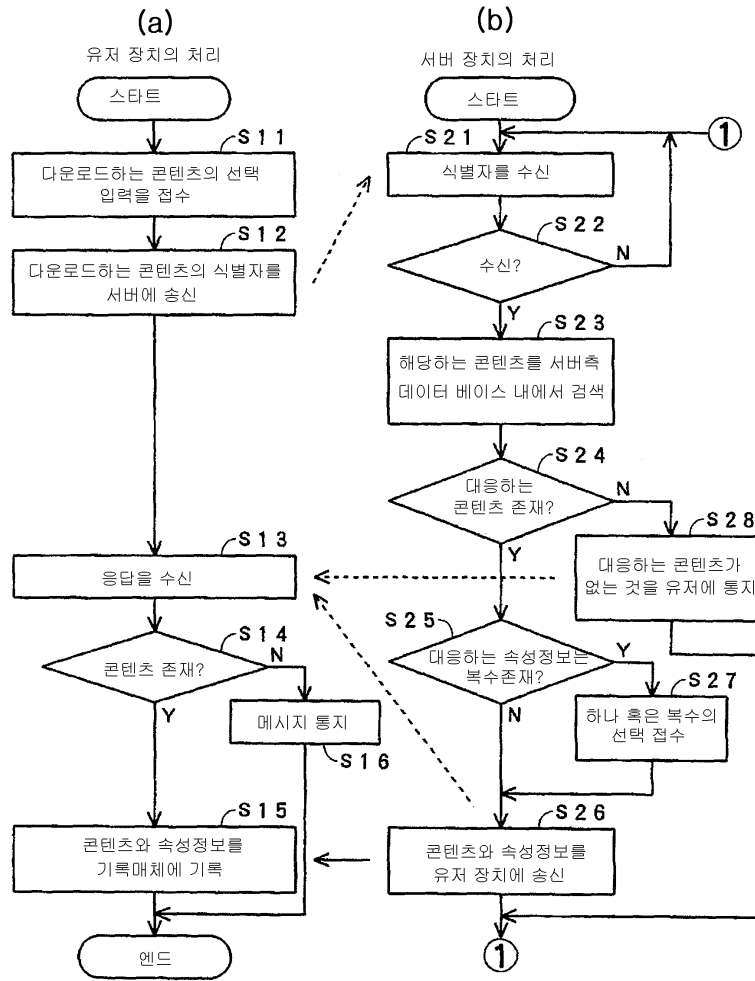 (a)
유저 장치의 처리
스타트
S11
다운로드하는 콘텐츠의 선택
입력을 접수
S12
다운로드하는 콘텐츠의 식별자를
서버에 송신
S13
응답을 수신
S14
콘텐츠 존재?
N
Y
메시지 통지
S16
S15
콘텐츠와 속성정보를
기록매체에 기록
엔드
(b)
서버 장치의 처리
스타트
1
S21
식별자를 수신
S22
수신?
N
Y
S23
해당하는 콘텐츠를 서버측
데이터 베이스 내에서 검색
S24
대응하는
콘텐츠 존재?
N
Y
S28
대응하는 콘텐츠가
없는 것을 유저에 통지
S25
대응하는 속성정보는
복수존재?
Y
N
S27
하나 혹은 복수의
선택 접수
S26
콘텐츠와 속성정보를
유저 장치에 송신
1